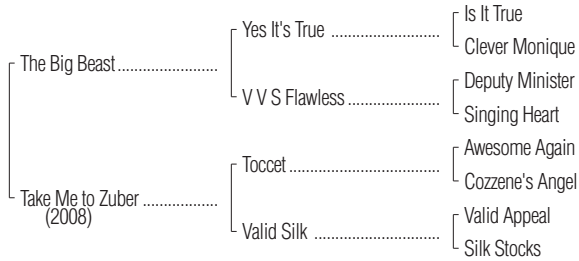 Is It True
Yes It's True ....................
Clever Monique
The Big Beast ....................
Deputy Minister
V V S Flawless ....................
Singing Heart
Awesome Again
Toccet ....................
Cozzene's Angel
Take Me to Zuber ....................
(2008)
Valid Appeal
Valid Silk ....................
Silk Stocks